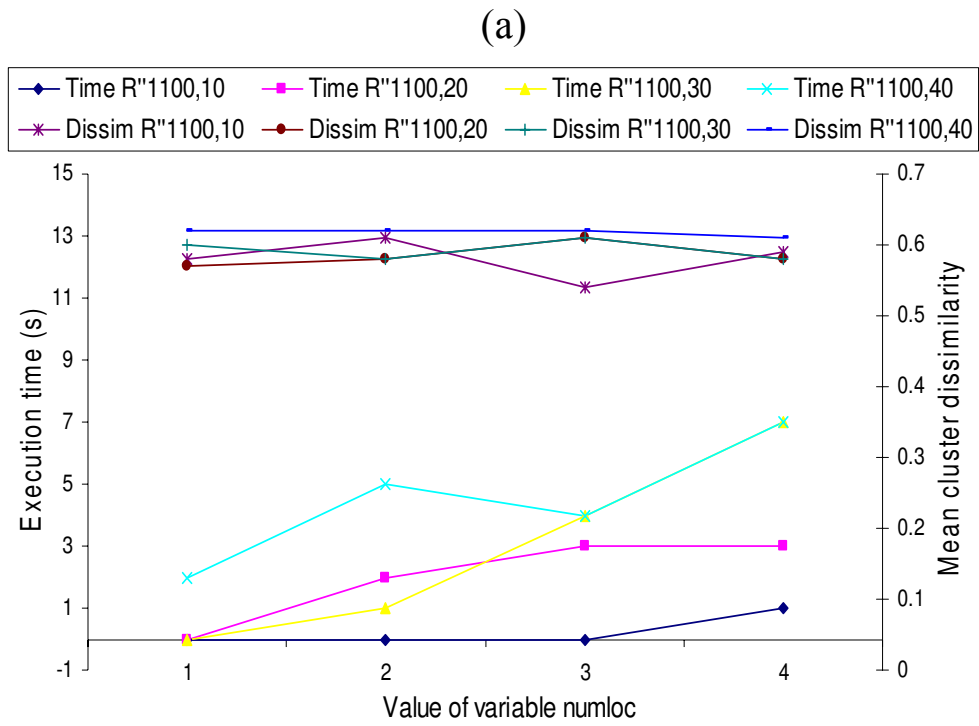 (a)
Time R"1100,10 Time R"1100,20 Time R"1100,30 Time R"1100,40
Dissim R"1100,10 Dissim R"1100,20 Dissim R"1100,30 Dissim R"1100,40
15
13
11
9
7
5
3
1
-1
Execution time (s)
0.7
0.6
0.5
0.4
0.3
0.2
0.1
0
Mean cluster dissimilarity
1 2 3 4
Value of variable numloc